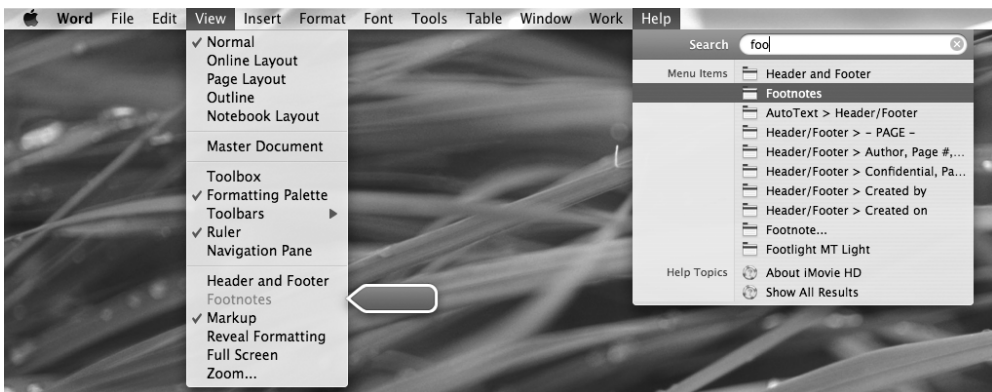 Word File Edit View Insert Format Font Tools Table Window Work Help
Normal
Online Layout
Page Layout
Outline
Notebook Layout
Master Document
Toolbox
Formatting Palette
Toolbars
Ruler
Navigation Pane
Header and Footer
Footnotes
Markup
Reveal Formatting
Full Screen
Zoom...
Search foo
Menu Items Header and Footer
Footnotes
AutoText > Header/Footer
Header/Footer > – PAGE –
Header/Footer > Author, Page #,...
Header/Footer > Confidential, Pa...
Header/Footer > Created by
Header/Footer > Created on
Footnote...
Footlight MT Light
Help Topics About iMovie HD
Show All Results